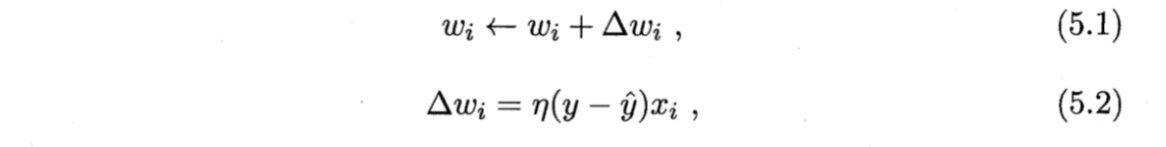 wᵢ ← wᵢ + Δwᵢ , (5.1)
Δwᵢ = η(y − ŷ)xᵢ , (5.2)